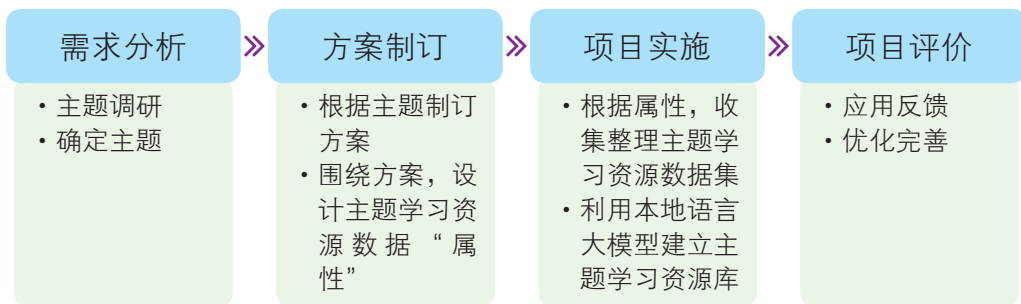 需求分析
· 主题调研
· 确定主题
方案制订
· 根据主题制订
方案
· 围绕方案，设
计主题学习资
源数据“属
性”
项目实施
· 根据属性，收
集整理主题学
习资源数据集
· 利用本地语言
大模型建立主
题学习资源库
项目评价
· 应用反馈
· 优化完善